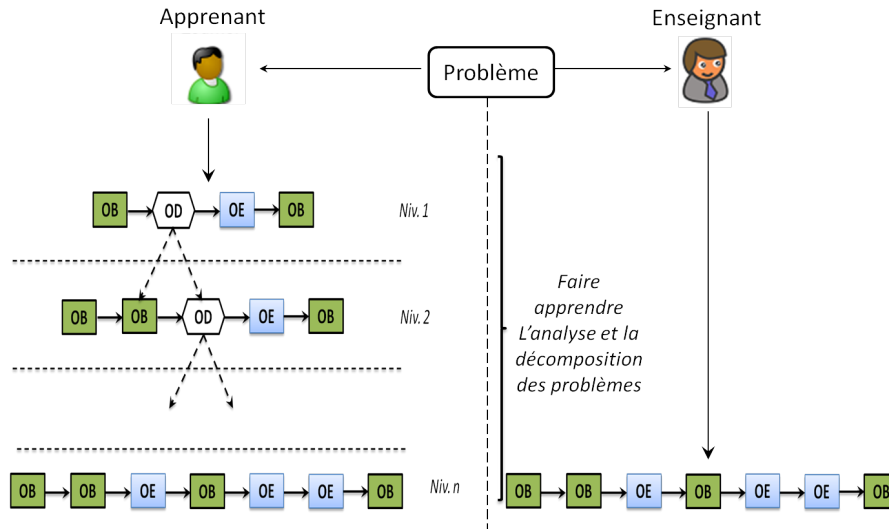 Apprenant
Enseignant
Problème
OB OD OE OB Niv. 1
OB OB OD OE OB Niv. 2
Faire
apprendre
L'analyse et la
décomposition
des problèmes
OB OB OE OB OE OE OB Niv. n
OB OB OE OB OE OE OB